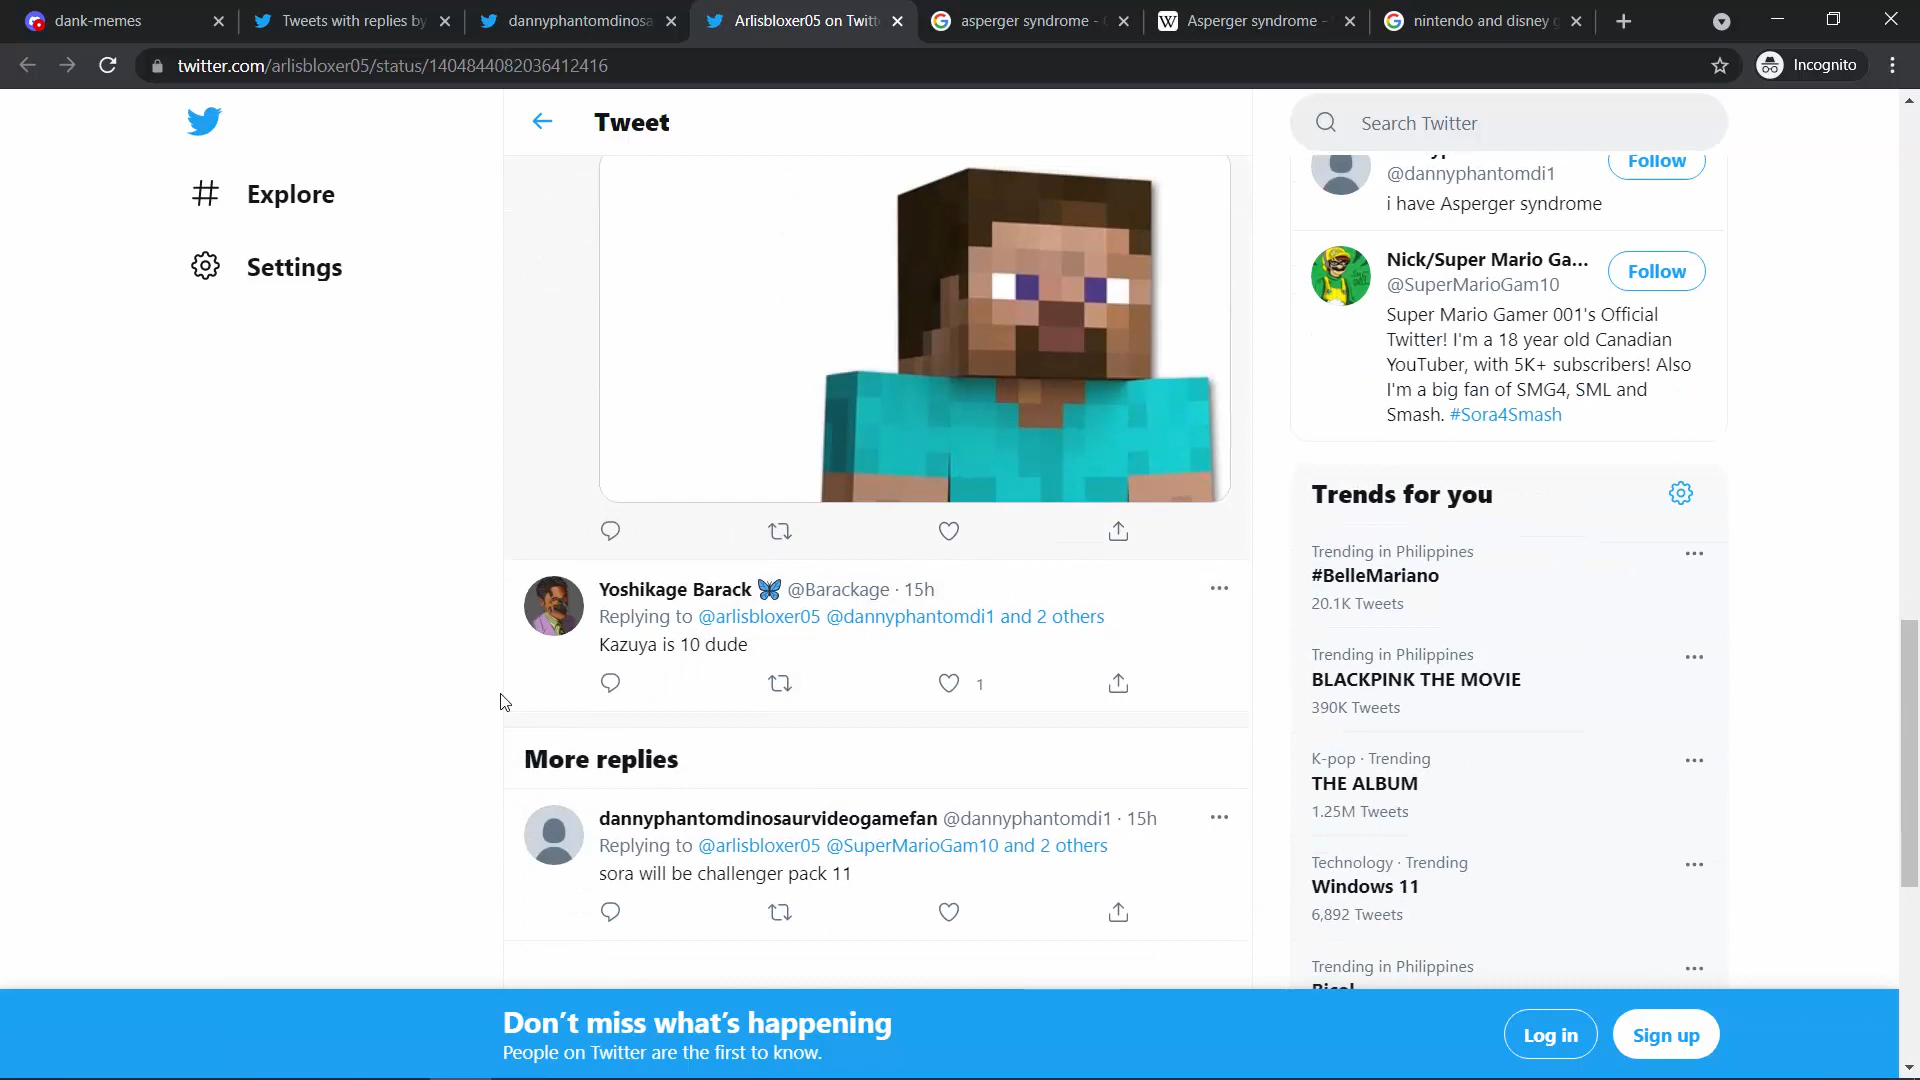 dank-memes
Tweets with replies by
dannyphantomdinosa
Arlisbloxer05 on Twitt
asperger syndrome -
Asperger syndrome -
nintendo and disney g
twitter.com/arlisbloxer05/status/1404844082036412416
Incognito
Explore
Settings
Tweet
Yoshikage Barack 🦋 @Barackage · 15h
Replying to @arlisbloxer05 @dannyphantomdi1 and 2 others
Kazuya is 10 dude
1
More replies
dannyphantomdinosaurvideogamefan @dannyphantomdi1 · 15h
Replying to @arlisbloxer05 @SuperMarioGam10 and 2 others
sora will be challenger pack 11
Search Twitter
@dannyphantomdi1
Follow
i have Asperger syndrome
Nick/Super Mario Ga...
@SuperMarioGam10
Follow
Super Mario Gamer 001's Official
Twitter! I'm a 18 year old Canadian
YouTuber, with 5K+ subscribers! Also
I'm a big fan of SMG4, SML and
Smash. #Sora4Smash
Trends for you
Trending in Philippines
#BelleMariano
20.1K Tweets
Trending in Philippines
BLACKPINK THE MOVIE
390K Tweets
K-pop · Trending
THE ALBUM
1.25M Tweets
Technology · Trending
Windows 11
6,892 Tweets
Trending in Philippines
Bicol
Don't miss what's happening
People on Twitter are the first to know.
Log in
Sign up